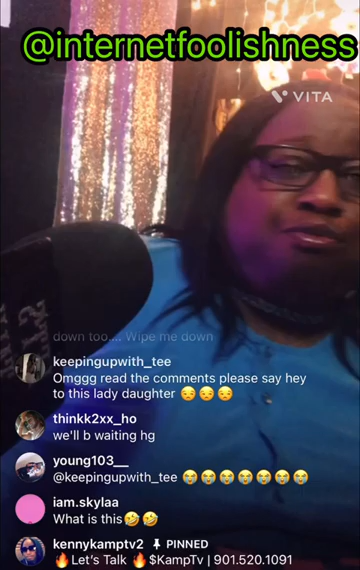 @internetfoolishness
VITA
down too.... Wipe me down
keepingupwith_tee
Omggg read the comments please say hey
to this lady daughter 😒😒😒
thinkk2xx_ho
we'll b waiting hg
young103__
@keepingupwith_tee 😭😭😭😭😭😭😭
iam.skylaa
What is this🤣🤣
kennykamptv2 📌 PINNED
🔥Let's Talk 🔥$KampTv | 901.520.1091